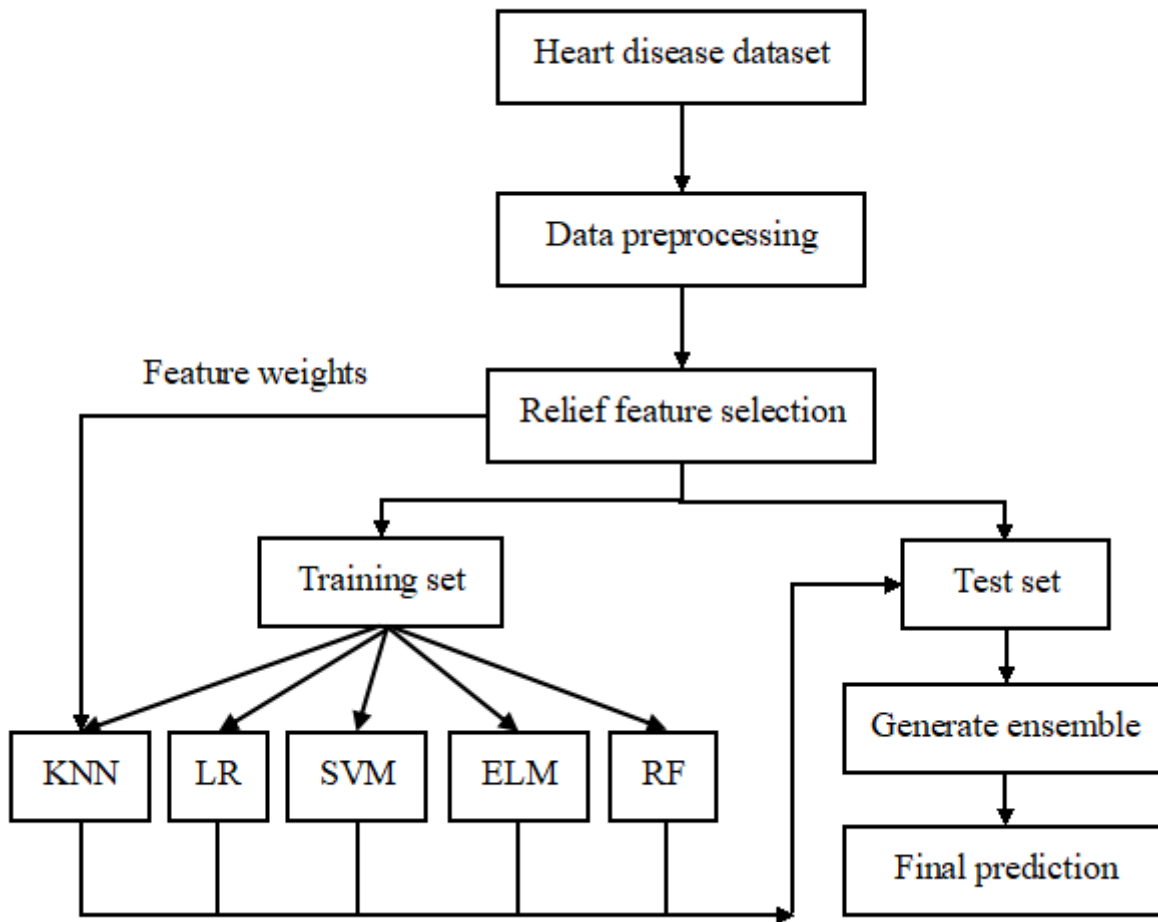 Heart disease dataset
Data preprocessing
Feature weights
Relief feature selection
Training set
Test set
Generate ensemble
KNN
LR
SVM
ELM
RF
Final prediction